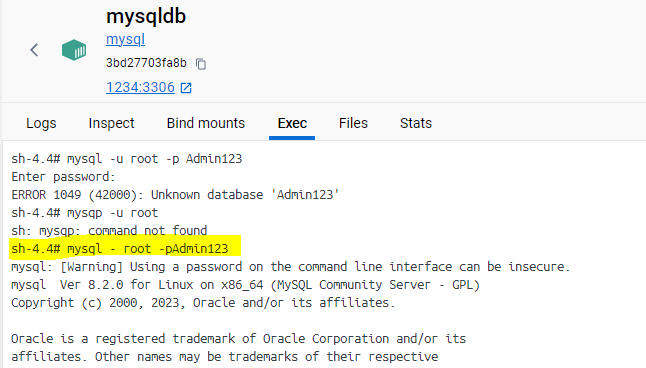 mysqldb
mysql
3bd27703fa8b
1234:3306
Logs Inspect Bind mounts Exec Files Stats
sh-4.4# mysql -u root -p Admin123
Enter password:
ERROR 1049 (42000): Unknown database 'Admin123'
sh-4.4# mysqp -u root
sh: mysqp: command not found
sh-4.4# mysql - root -pAdmin123
mysql: [Warning] Using a password on the command line interface can be insecure.
mysql  Ver 8.2.0 for Linux on x86_64 (MySQL Community Server - GPL)
Copyright (c) 2000, 2023, Oracle and/or its affiliates.
Oracle is a registered trademark of Oracle Corporation and/or its
affiliates. Other names may be trademarks of their respective